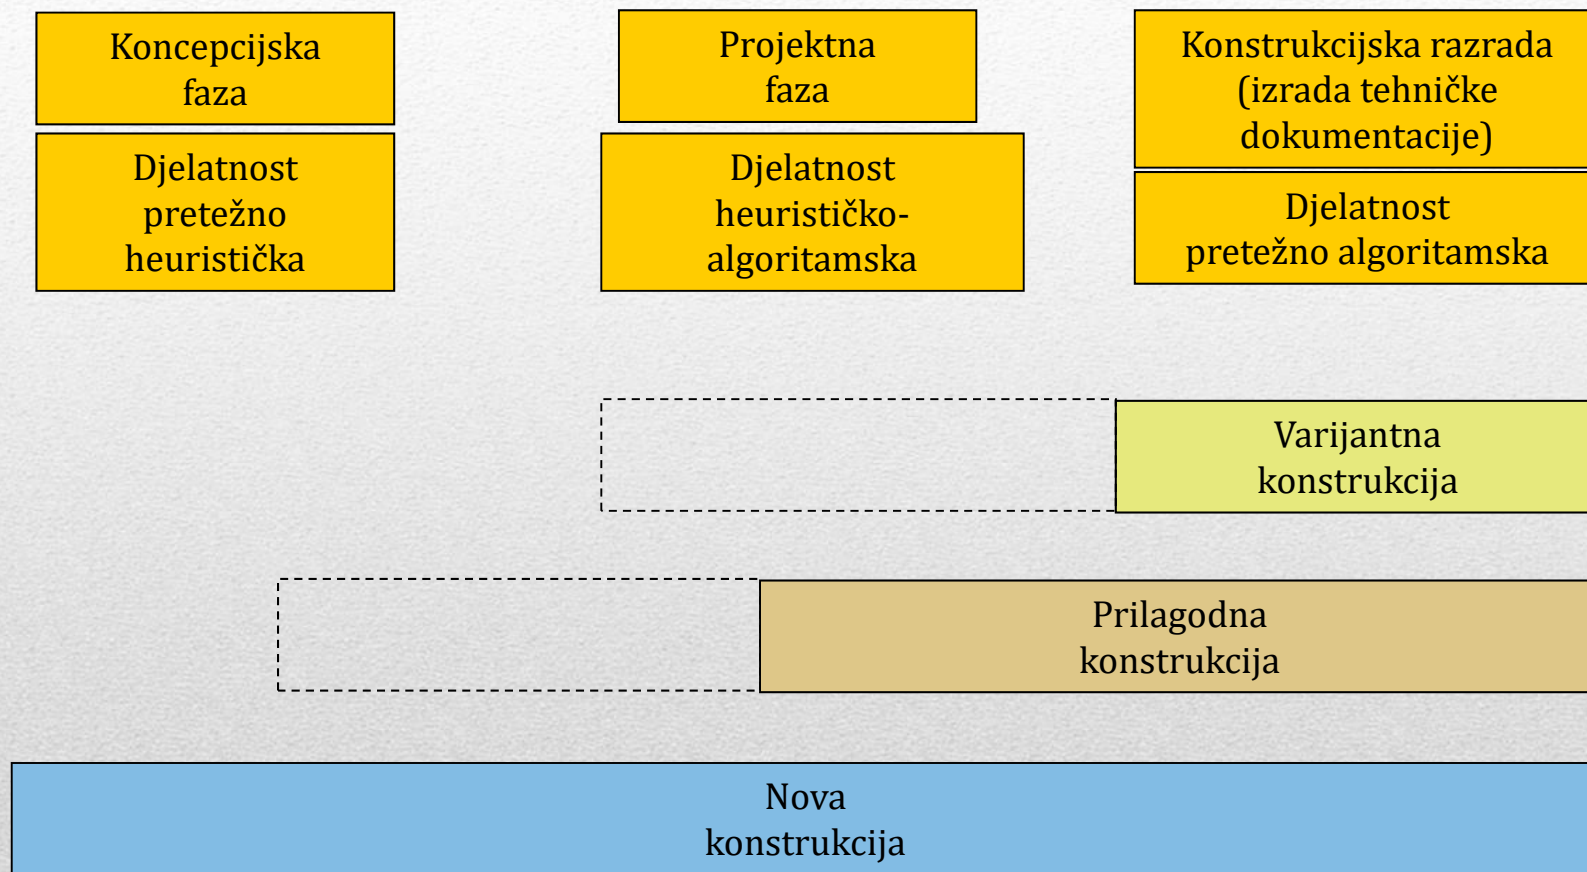 Koncepcijska
faza
Djelatnost
pretežno
heuristička
Projektna
faza
Djelatnost
heurističko-
algoritamska
Konstrukcijska razrada
(izrada tehničke
dokumentacije)
Djelatnost
pretežno algoritamska
Varijantna
konstrukcija
Prilagodna
konstrukcija
Nova
konstrukcija